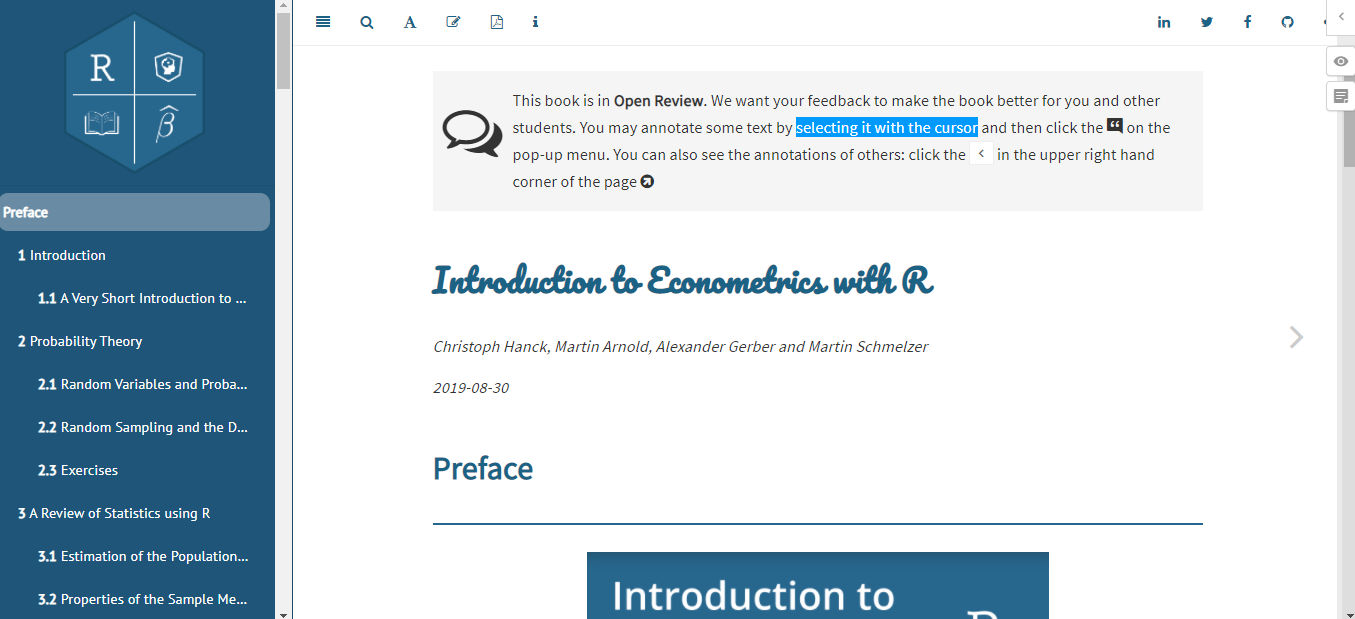 R
β
Preface
1 Introduction
1.1 A Very Short Introduction to ...
2 Probability Theory
2.1 Random Variables and Proba...
2.2 Random Sampling and the D...
2.3 Exercises
3 A Review of Statistics using R
3.1 Estimation of the Population...
3.2 Properties of the Sample Me...
A
This book is in Open Review. We want your feedback to make the book better for you and other
students. You may annotate some text by selecting it with the cursor and then click the on the
pop-up menu. You can also see the annotations of others: click the < in the upper right hand
corner of the page
Introduction to Econometrics with R
Christoph Hanck, Martin Arnold, Alexander Gerber and Martin Schmelzer
2019-08-30
Preface
Introduction to
R